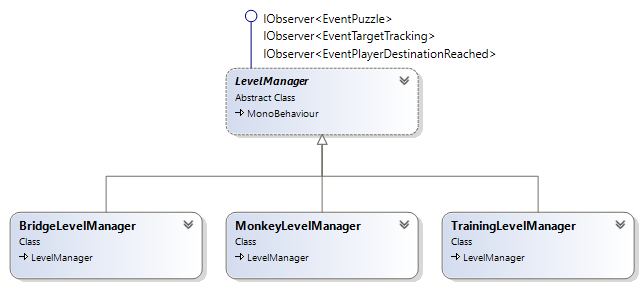 IObserver<EventPuzzle>
IObserver<EventTargetTracking>
IObserver<EventPlayerDestinationReached>
LevelManager
Abstract Class
MonoBehaviour
BridgeLevelManager
Class
LevelManager
MonkeyLevelManager
Class
LevelManager
TrainingLevelManager
Class
LevelManager